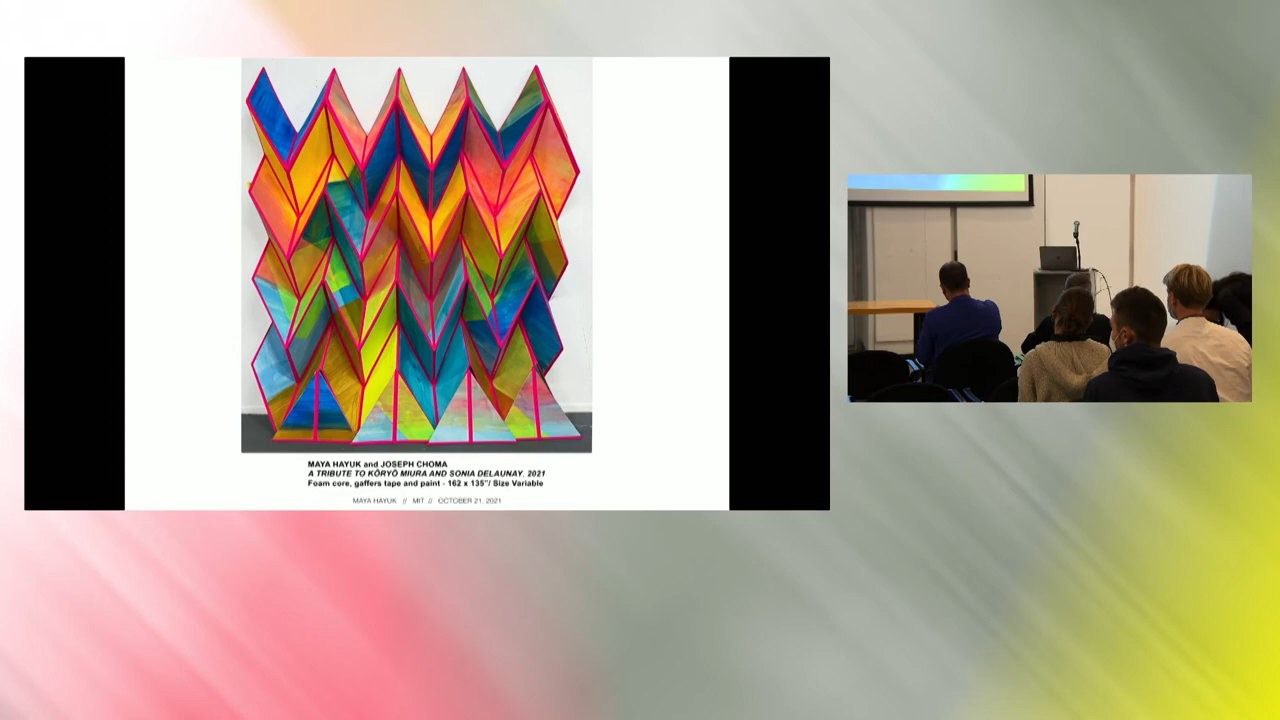 MAYA HAYUK and JOSEPH CHOMA
A TRIBUTE TO KŌRYŌ MIURA AND SONIA DELAUNAY, 2021
Foam core, gaffers tape and paint - 162 x 135"/ Size Variable
MAYA HAYUK // MIT // OCTOBER 21, 2021